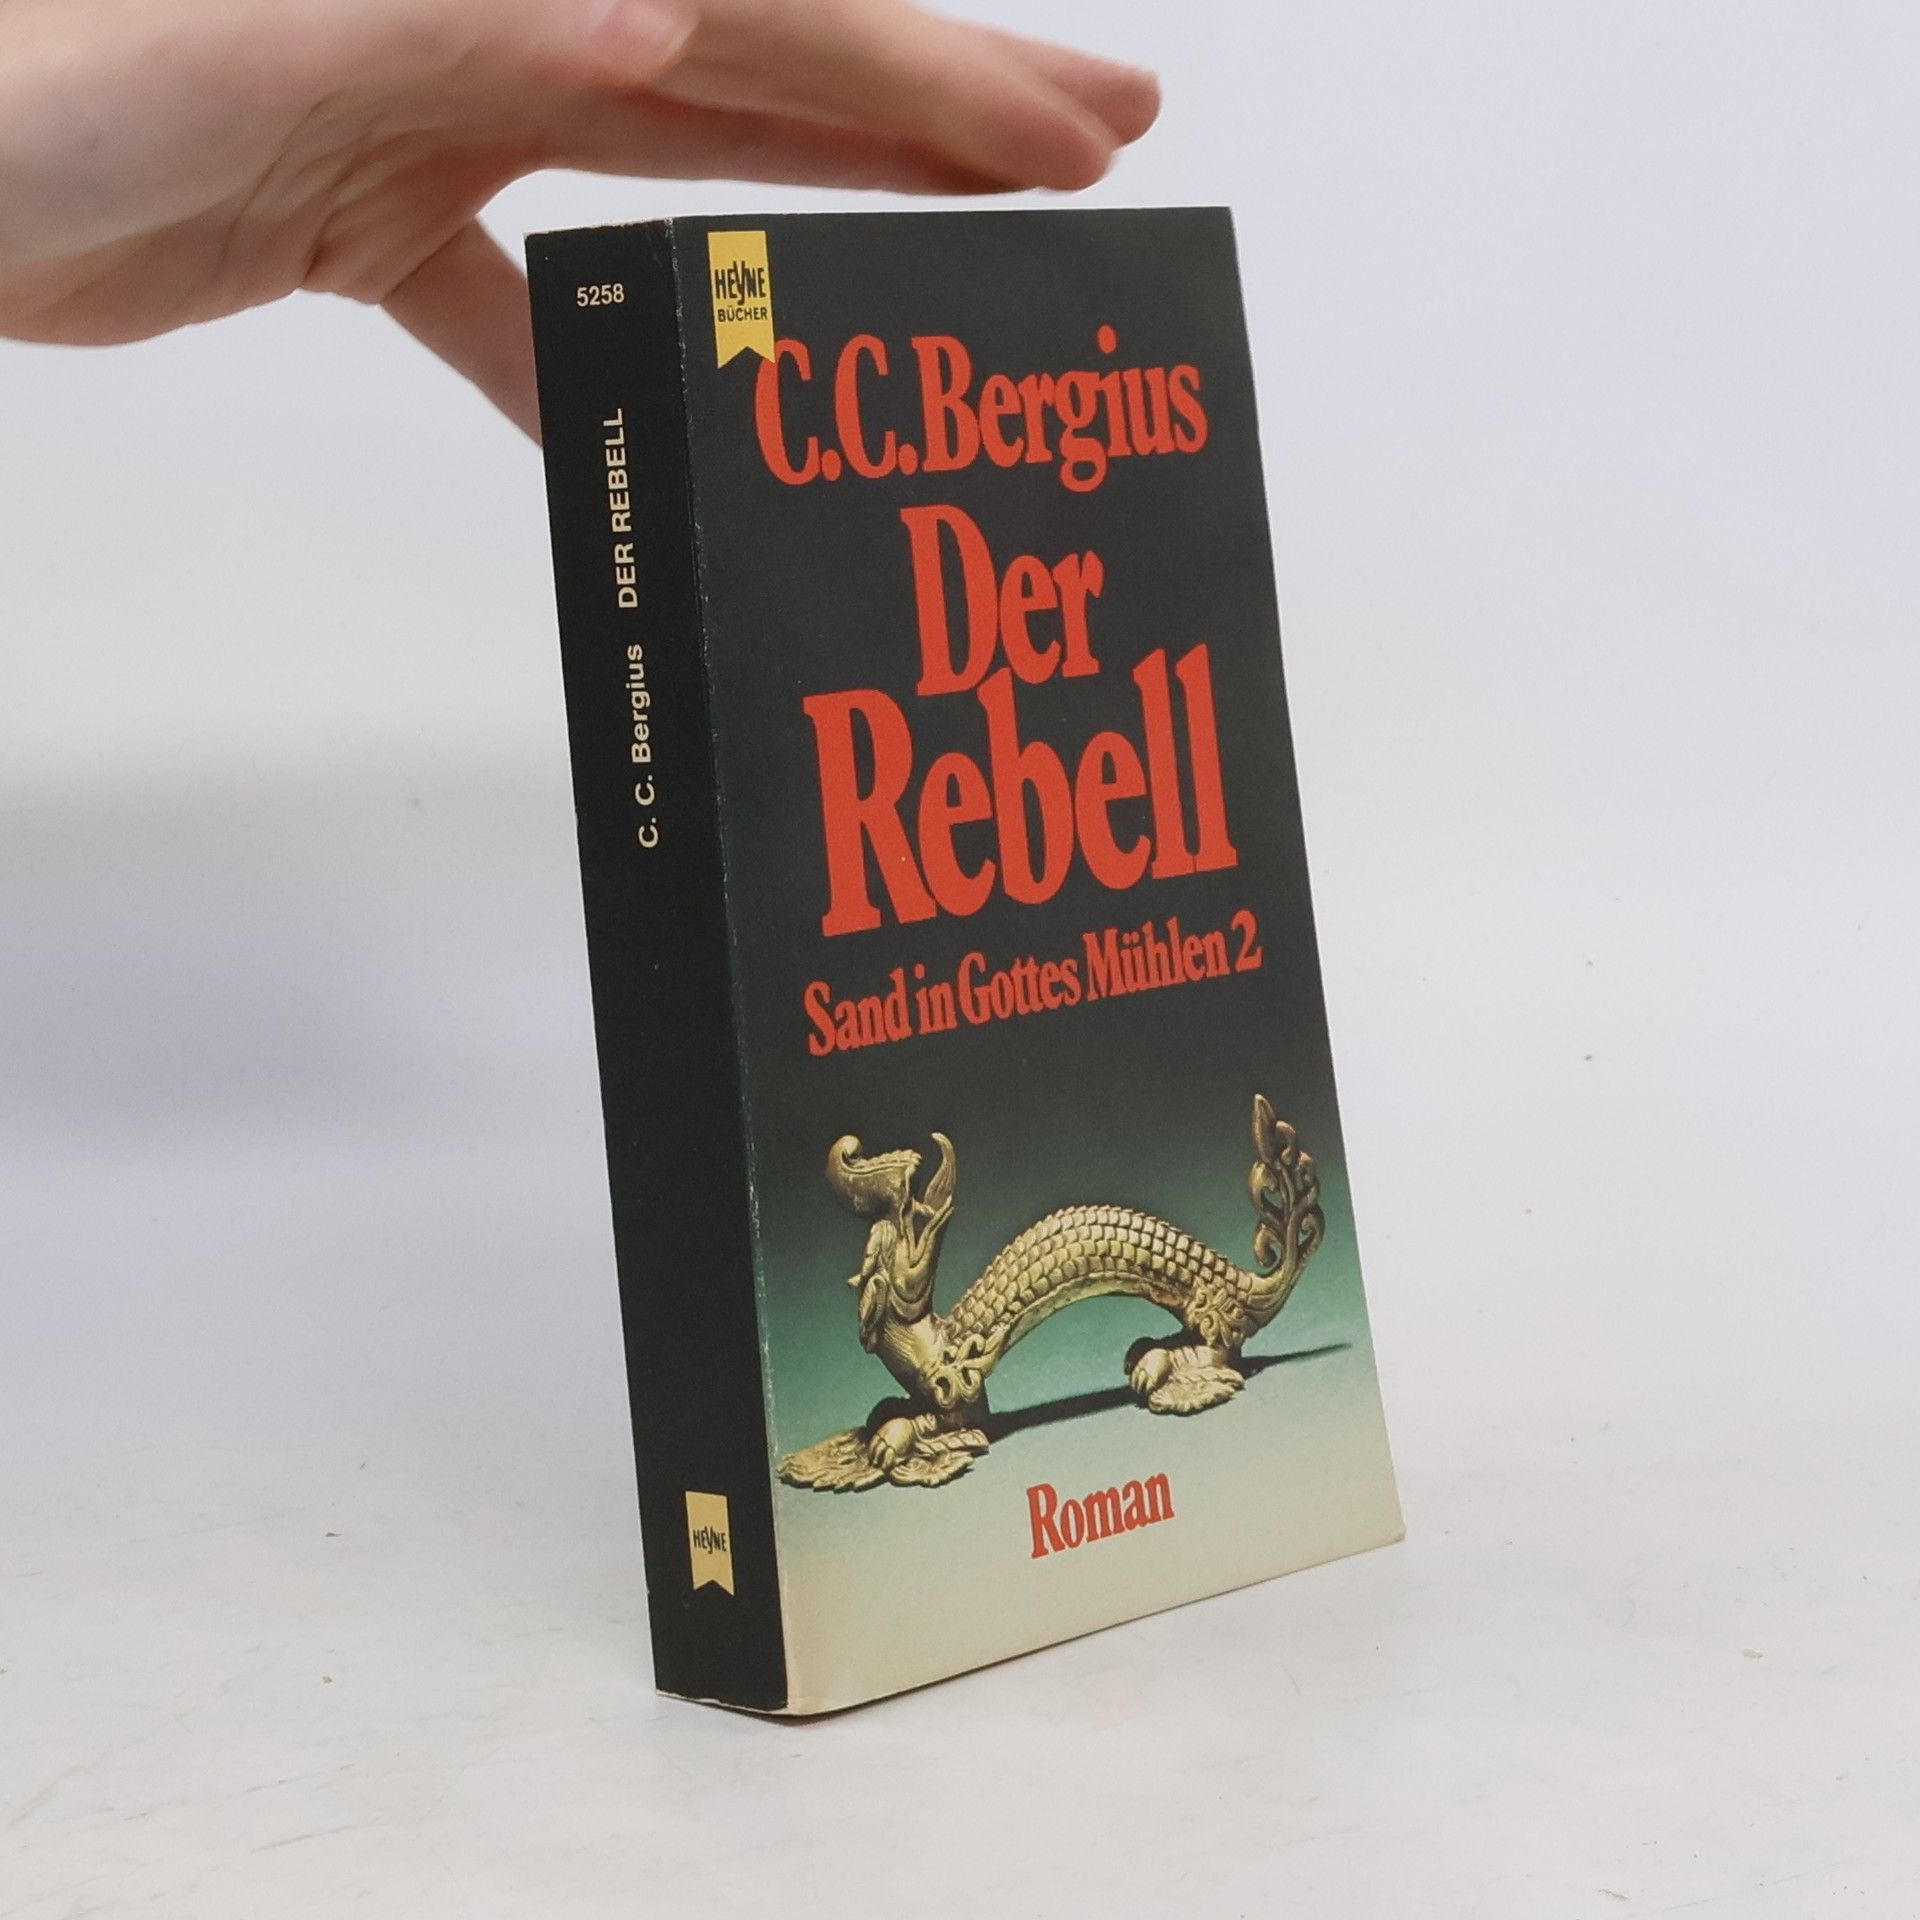 5258
C. C. Bergius DER REBELL
HEYNE
HEYNE
BÜCHER
C.C.Bergius
Der
Rebell
Sand in Gottes Mühlen 2
Roman